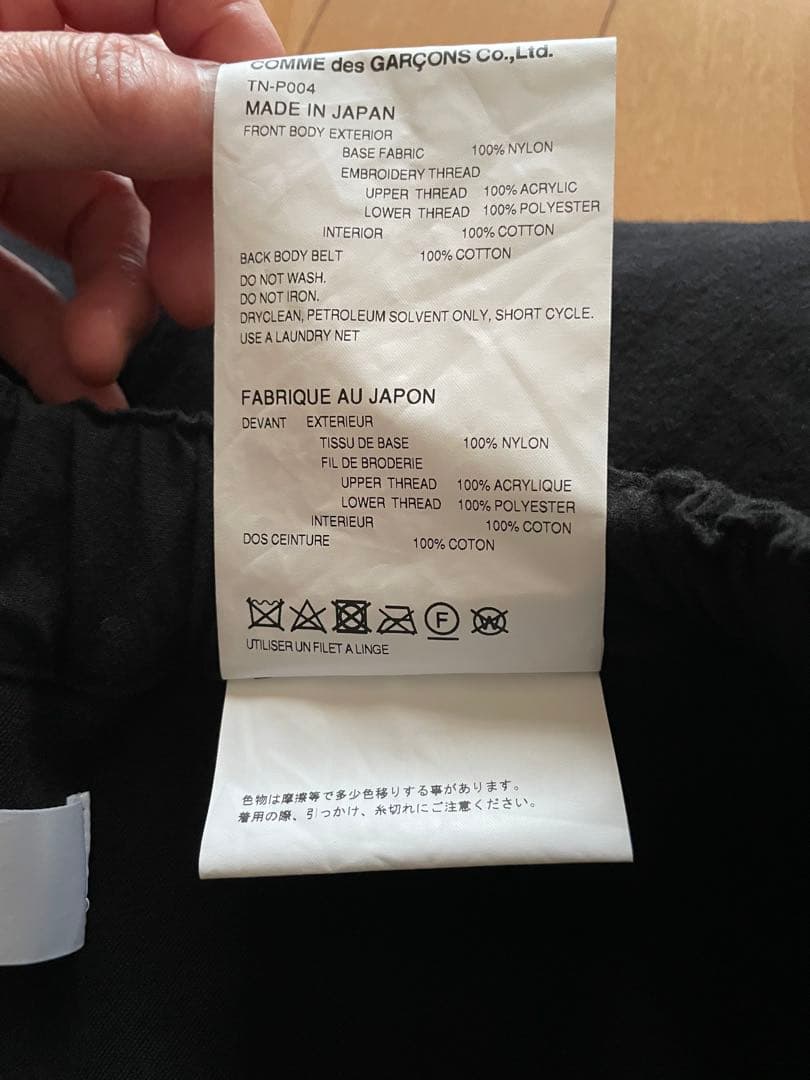 COMME des GARÇONS Co.,Ltd.
TN-P004
MADE IN JAPAN
FRONT BODY EXTERIOR
BASE FABRIC 100% NYLON
EMBROIDERY THREAD
UPPER THREAD 100% ACRYLIC
LOWER THREAD 100% POLYESTER
INTERIOR 100% COTTON
BACK BODY BELT 100% COTTON
DO NOT WASH.
DO NOT IRON.
DRYCLEAN, PETROLEUM SOLVENT ONLY, SHORT CYCLE.
USE A LAUNDRY NET
FABRIQUE AU JAPON
DEVANT EXTERIEUR
TISSU DE BASE 100% NYLON
FIL DE BRODERIE
UPPER THREAD 100% ACRYLIQUE
LOWER THREAD 100% POLYESTER
INTERIEUR 100% COTON
DOS CEINTURE 100% COTON
F W
UTILISER UN FILET A LINGE
色物は摩擦等で多少色移りする事があります。
着用の際、引っかけ、糸切れにご注意ください。